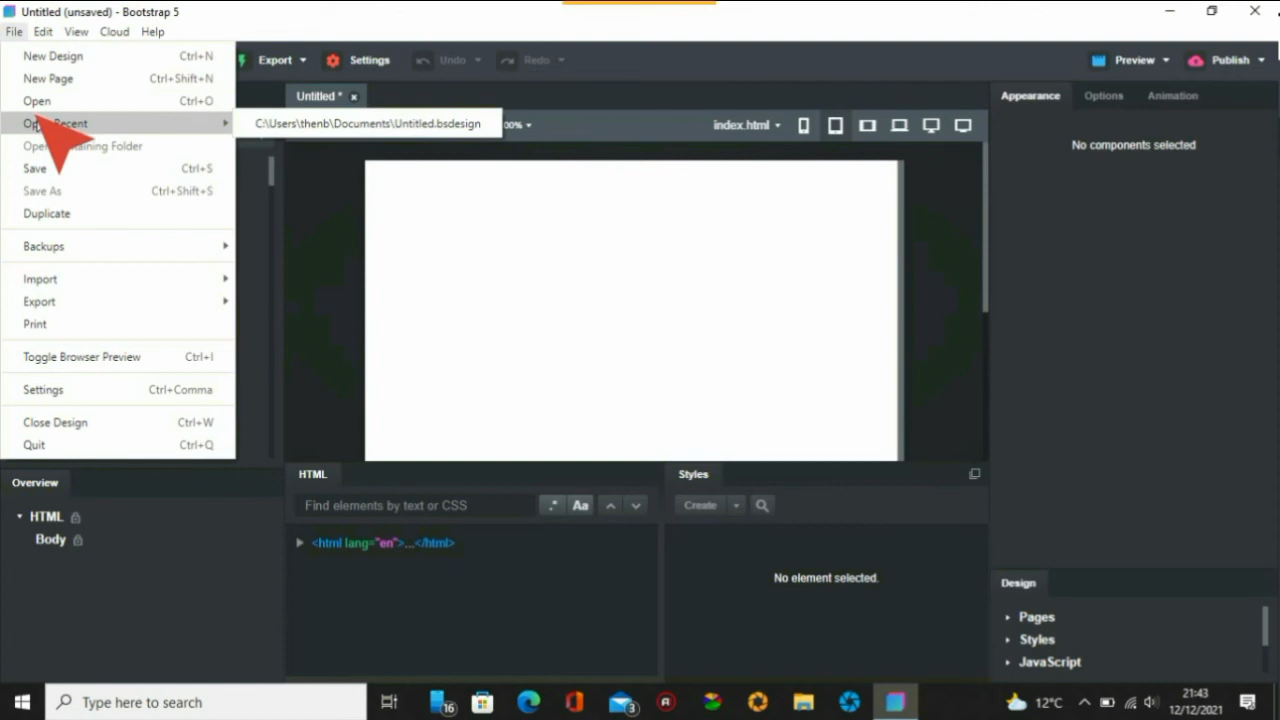 Untitled (unsaved) - Bootstrap 5
File Edit View Cloud Help
New Design Ctrl+N
New Page Ctrl+Shift+N
Open Ctrl+O
Recent
C:\Users\thenb\Documents\Untitled.bsdesign
Folder
Save Ctrl+S
Save As Ctrl+Shift+S
Duplicate
Backups
Import
Export
Print
Toggle Browser Preview Ctrl+I
Settings Ctrl+Comma
Close Design Ctrl+W
Quit Ctrl+Q
Export Settings Undo Redo Preview Publish
Untitled *
index.html
Appearance Options Animation
No components selected
Overview
HTML
Body
HTML
Find elements by text or CSS .* Aa
<html lang="en">...</html>
Styles
Create
No element selected.
Design
Pages
Styles
JavaScript
Type here to search
16
3
12°C
21:43
12/12/2021